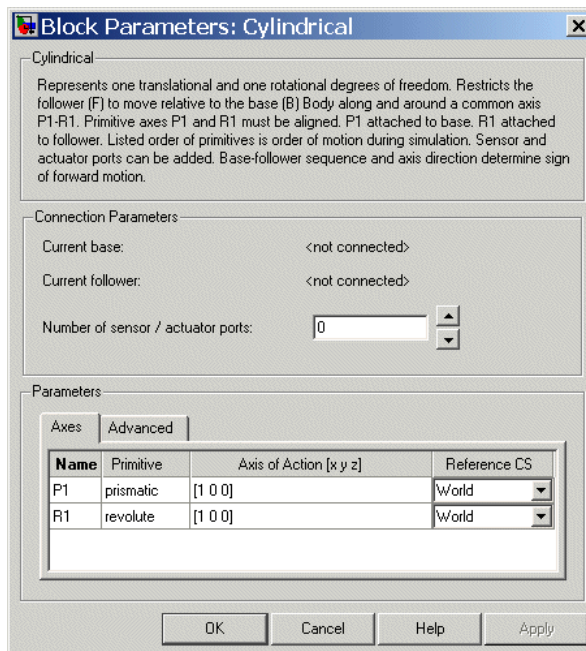 Block Parameters: Cylindrical
Cylindrical
Represents one translational and one rotational degrees of freedom. Restricts the
follower (F) to move relative to the base (B) Body along and around a common axis
P1-R1. Primitive axes P1 and R1 must be aligned. P1 attached to base. R1 attached
to follower. Listed order of primitives is order of motion during simulation. Sensor and
actuator ports can be added. Base-follower sequence and axis direction determine sign
of forward motion.
Connection Parameters
Current base: <not connected>
Current follower: <not connected>
Number of sensor / actuator ports: 0
Parameters
Axes Advanced
Name Primitive Axis of Action [x y z] Reference CS
P1 prismatic [1 0 0] World
R1 revolute [1 0 0] World
OK Cancel Help Apply